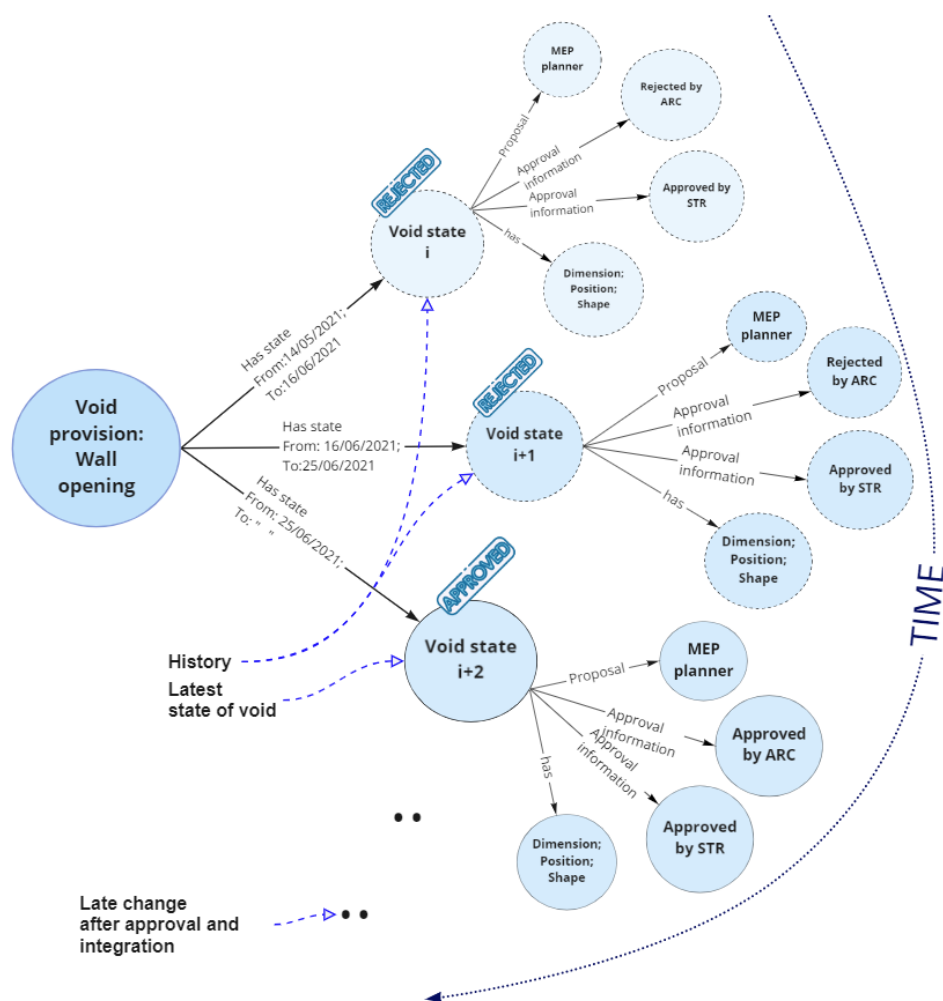 MEP
planner
Rejected by
ARC
Proposal
Approval
information
REJECTED
Approved by
STR
Approval
information
Void state
i
has
Dimension;
Position;
Shape
Has state
From:14/05/2021;
To:16/06/2021
MEP
planner
Rejected
by ARC
Proposal
REJECTED
Approval
information
Void
provision:
Wall
opening
Has state
From: 16/06/2021;
To:25/06/2021
Void state
i+1
Approval
information
Approved
by STR
has
Dimension;
Position;
Shape
Has state
From: 25/06/2021;
To: " "
APPROVED
TIME
Void state
i+2
History
Latest
state of void
MEP
planner
Proposal
Approval
information
Approved
by ARC
Approval
information
Approved
by STR
has
Dimension;
Position;
Shape
Late change
after approval and
integration